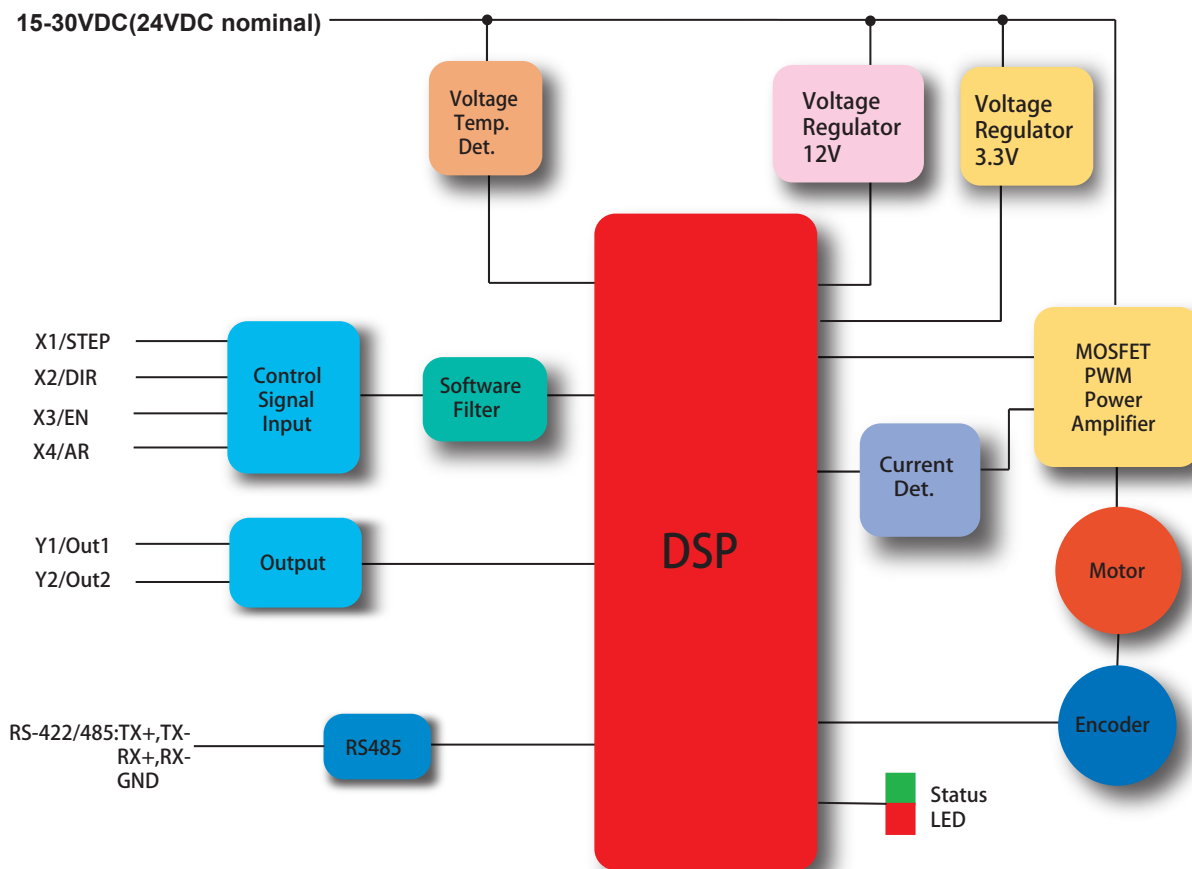 15-30VDC(24VDC nominal)
Voltage
Temp.
Det.
Voltage
Regulator
12V
Voltage
Regulator
3.3V
X1/STEP
X2/DIR
X3/EN
X4/AR
Control
Signal
Input
Software
Filter
MOSFET
PWM
Power
Amplifier
Current
Det.
DSP
Y1/Out1
Y2/Out2
Output
Motor
RS-422/485:TX+,TX-
RX+,RX-
GND
RS485
Encoder
Status
LED